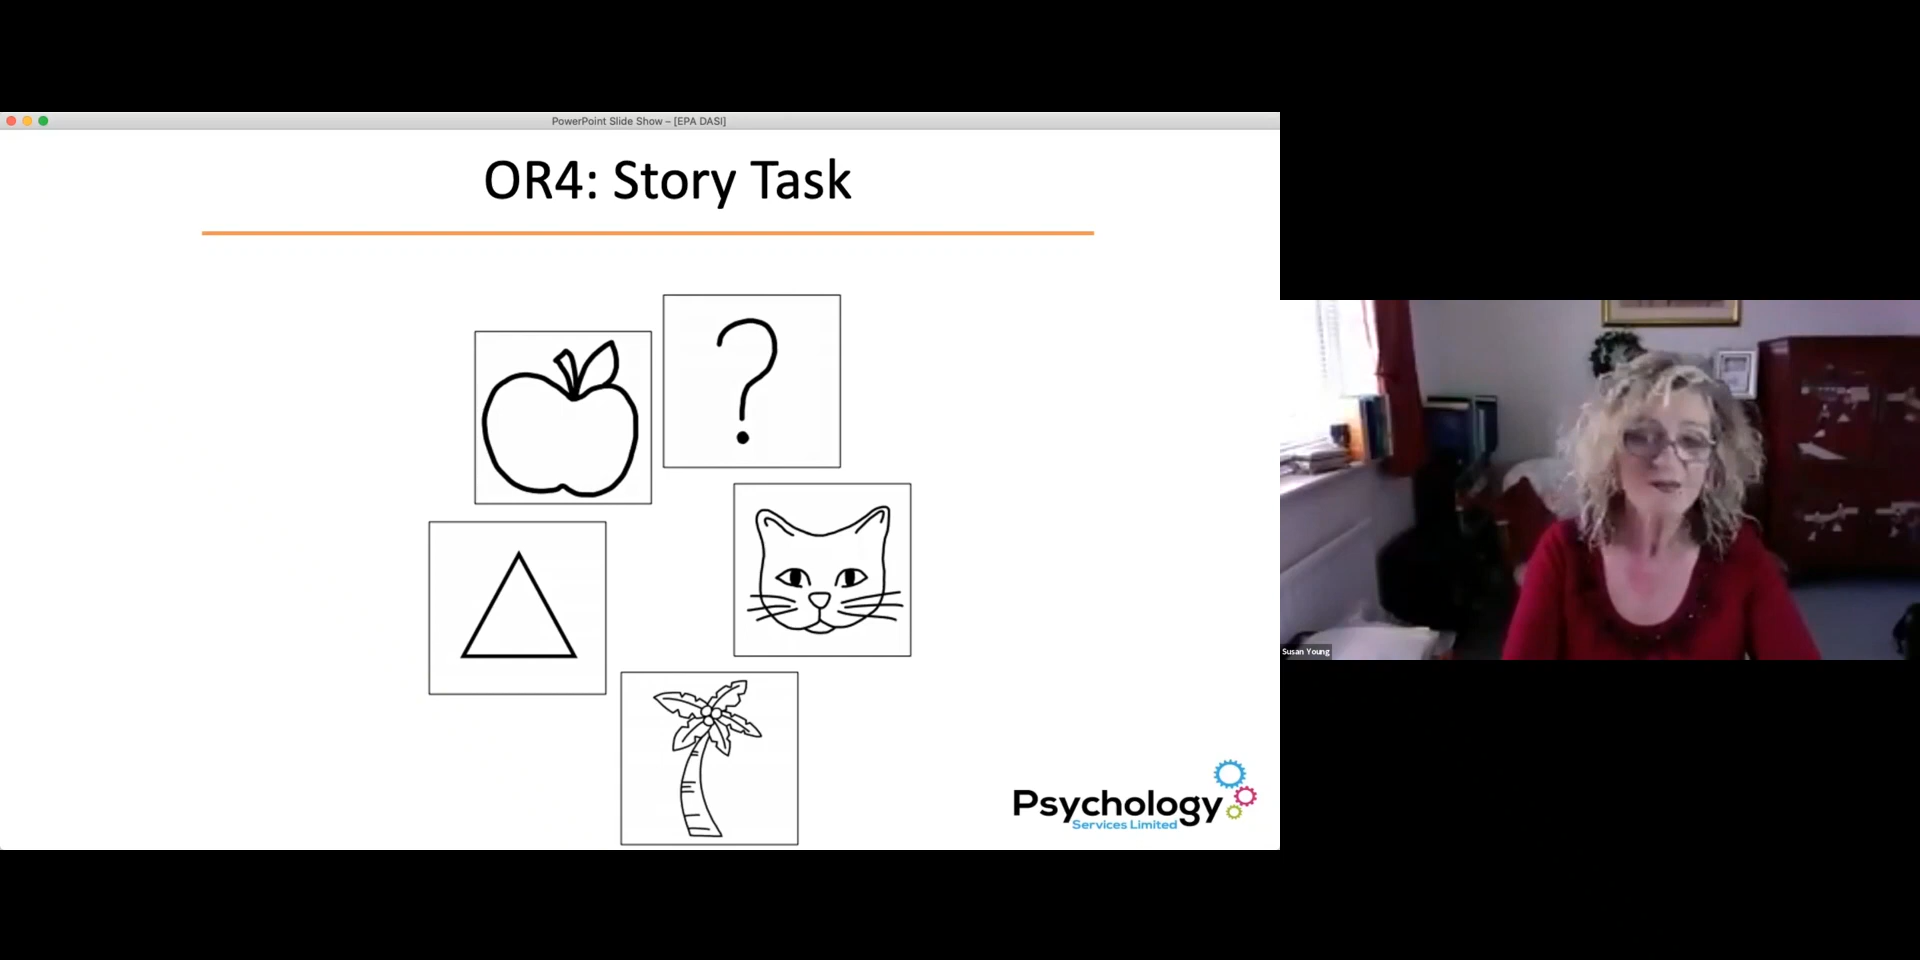 PowerPoint Slide Show – [EPA DASI]
OR4: Story Task
?
Psychology
Services Limited
Susan Young